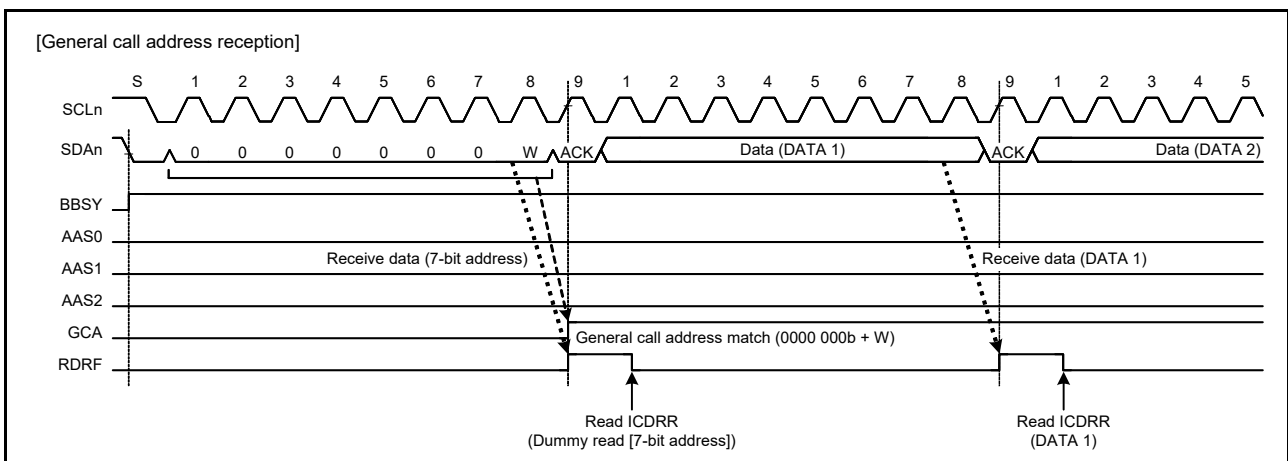 [General call address reception]
S 1 2 3 4 5 6 7 8 9 1 2 3 4 5 6 7 8 9 1 2 3 4 5
SCLn
SDAn 0 0 0 0 0 0 0 W ACK Data (DATA 1) ACK Data (DATA 2)
BBSY
AAS0
Receive data (7-bit address) Receive data (DATA 1)
AAS1
AAS2
GCA General call address match (0000 000b + W)
RDRF
Read ICDRR Read ICDRR
(Dummy read [7-bit address]) (DATA 1)